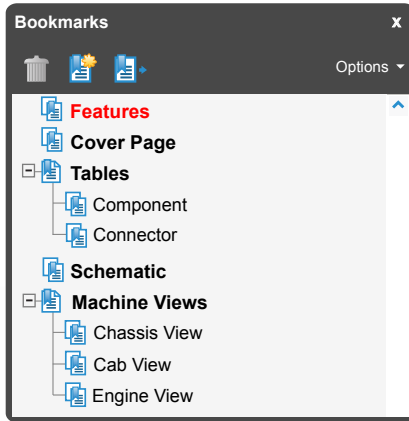 Bookmarks x
Options
Features
Cover Page
Tables
Component
Connector
Schematic
Machine Views
Chassis View
Cab View
Engine View